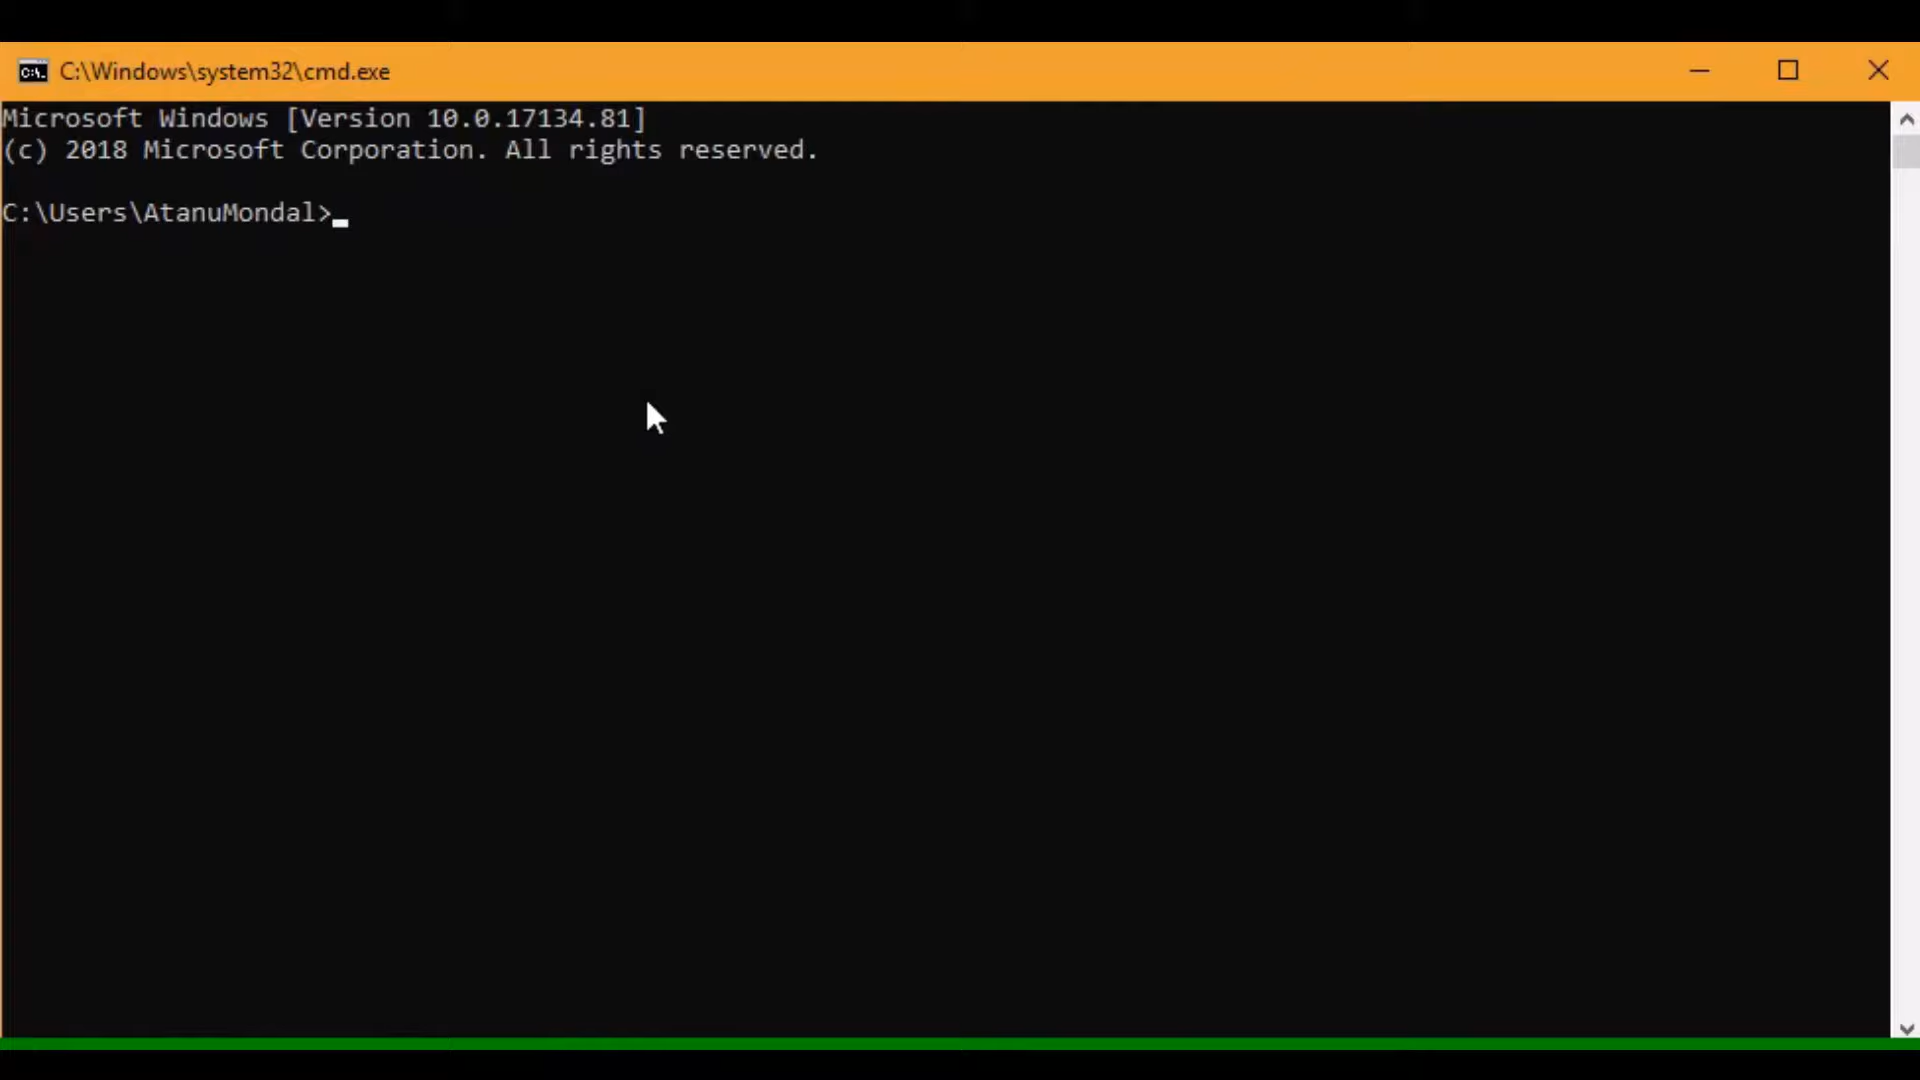 C:\Windows\system32\cmd.exe
Microsoft Windows [Version 10.0.17134.81]
(c) 2018 Microsoft Corporation. All rights reserved.
C:\Users\AtanuMondal>